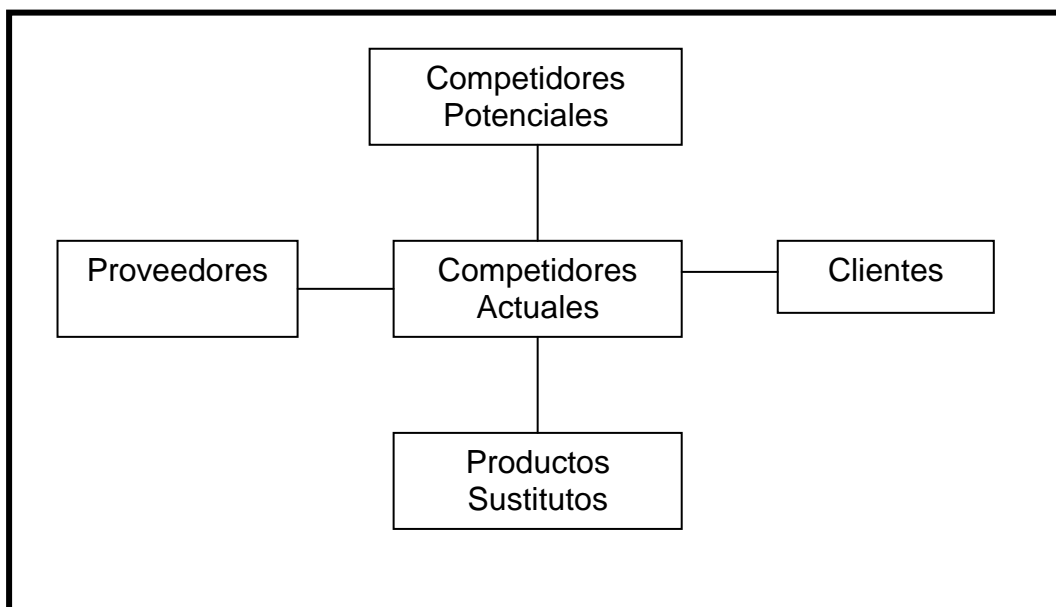 Competidores
Potenciales
Proveedores
Competidores
Actuales
Clientes
Productos
Sustitutos